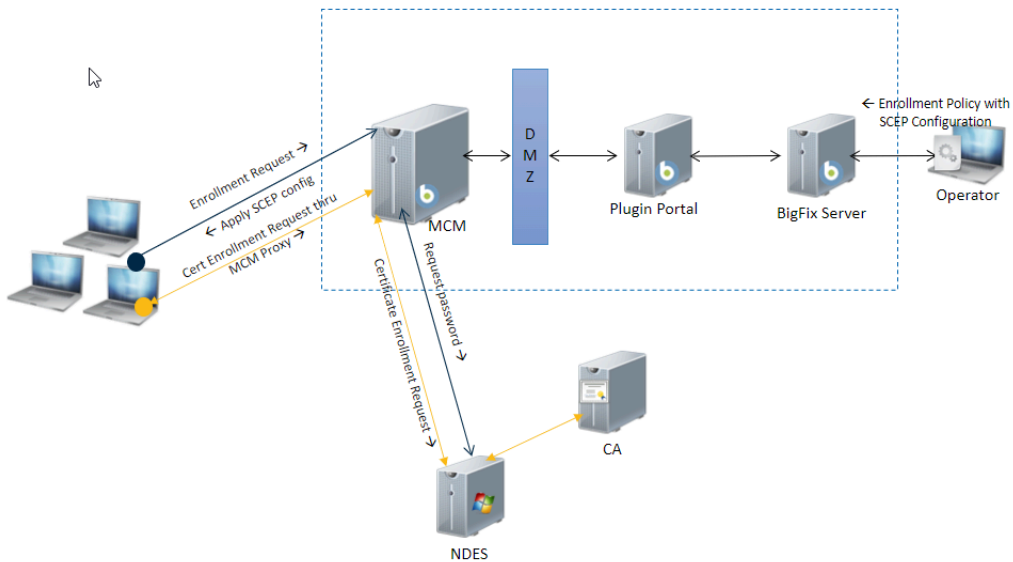 ← Enrollment Policy with
SCEP Configuration
D
M
Z
Enrollment Request →
← Apply SCEP config
Cert Enrollment Request thru
MCM Proxy →
MCM
Plugin Portal
BigFix Server
Operator
Request password →
Certificate Enrollment Request →
CA
NDES